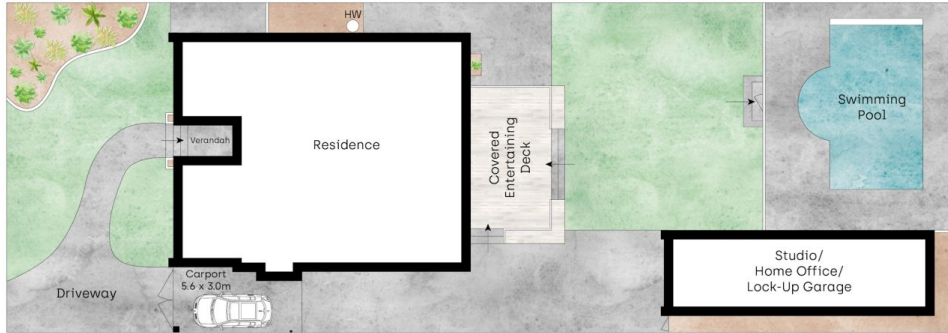 HW
Verandah
Residence
Covered
Entertaining
Deck
Swimming
Pool
Driveway
Carport
5.6 x 3.0m
Studio/
Home Office/
Lock-Up Garage